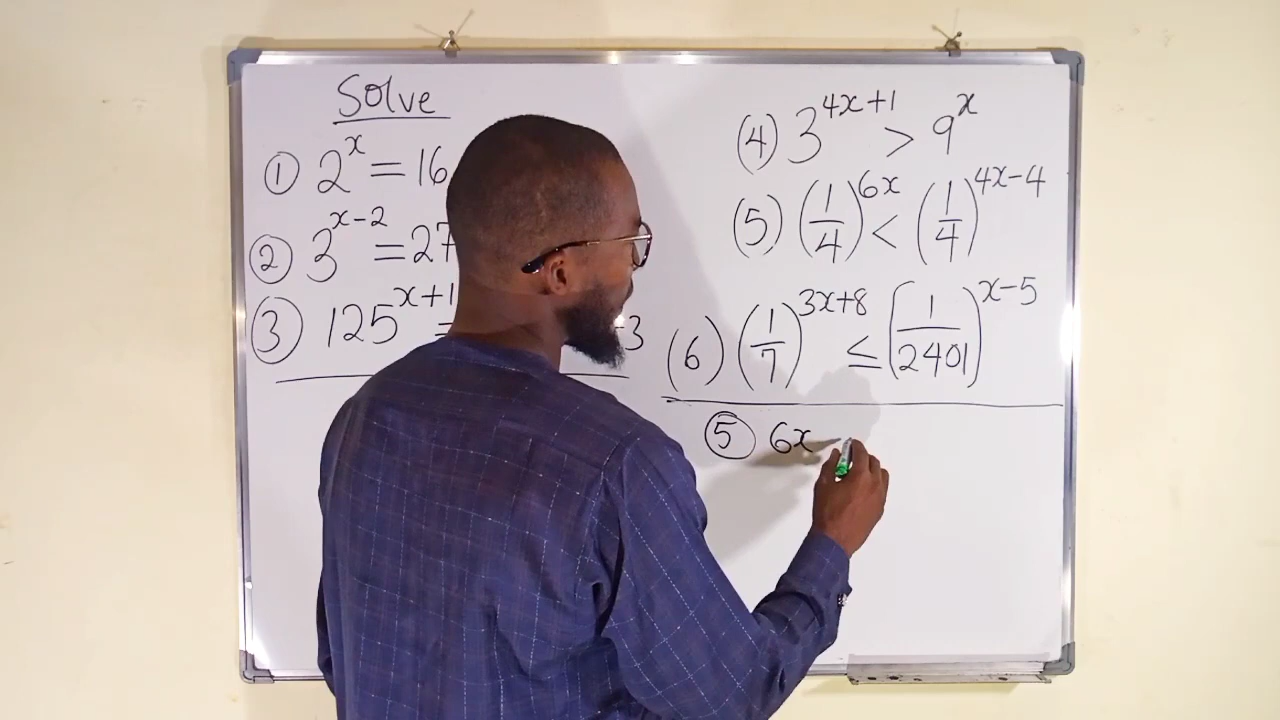 Solve
① 2^x = 16
② 3^{x-2} = 27
③ 125^{x+1} = 3
(4) 3^{4x+1} > 9^x
(5) (1/4)^{6x} < (1/4)^{4x-4}
(6) (1/7)^{3x+8} ≤ (1/2401)^{x-5}
⑤ 6x